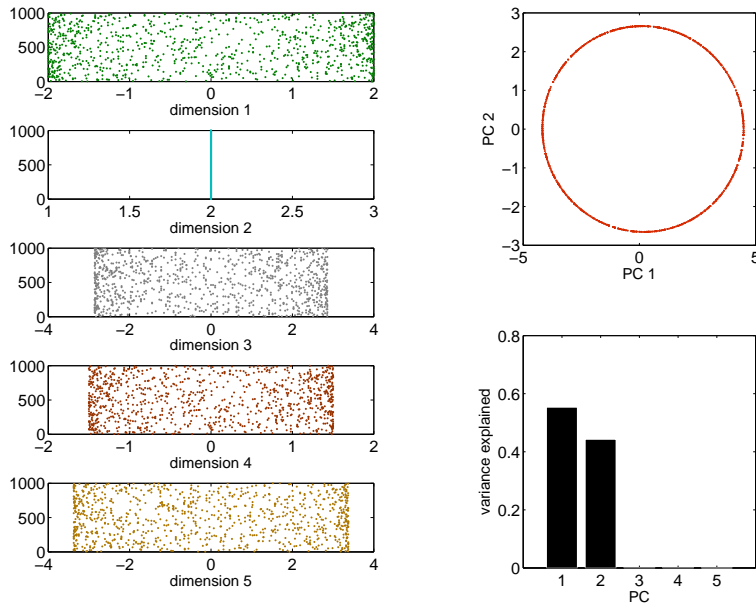 1000
500
0
−2 −1 0 1 2
dimension 1
1000
500
0
1 1.5 2 2.5 3
dimension 2
1000
500
0
−4 −2 0 2 4
dimension 3
1000
500
0
−2 −1 0 1 2
dimension 4
1000
500
0
−4 −2 0 2 4
dimension 5
3
2
1
0
−1
−2
−3
PC 2
−5 0 5
PC 1
0.8
0.6
0.4
0.2
0
variance explained
1 2 3 4 5
PC